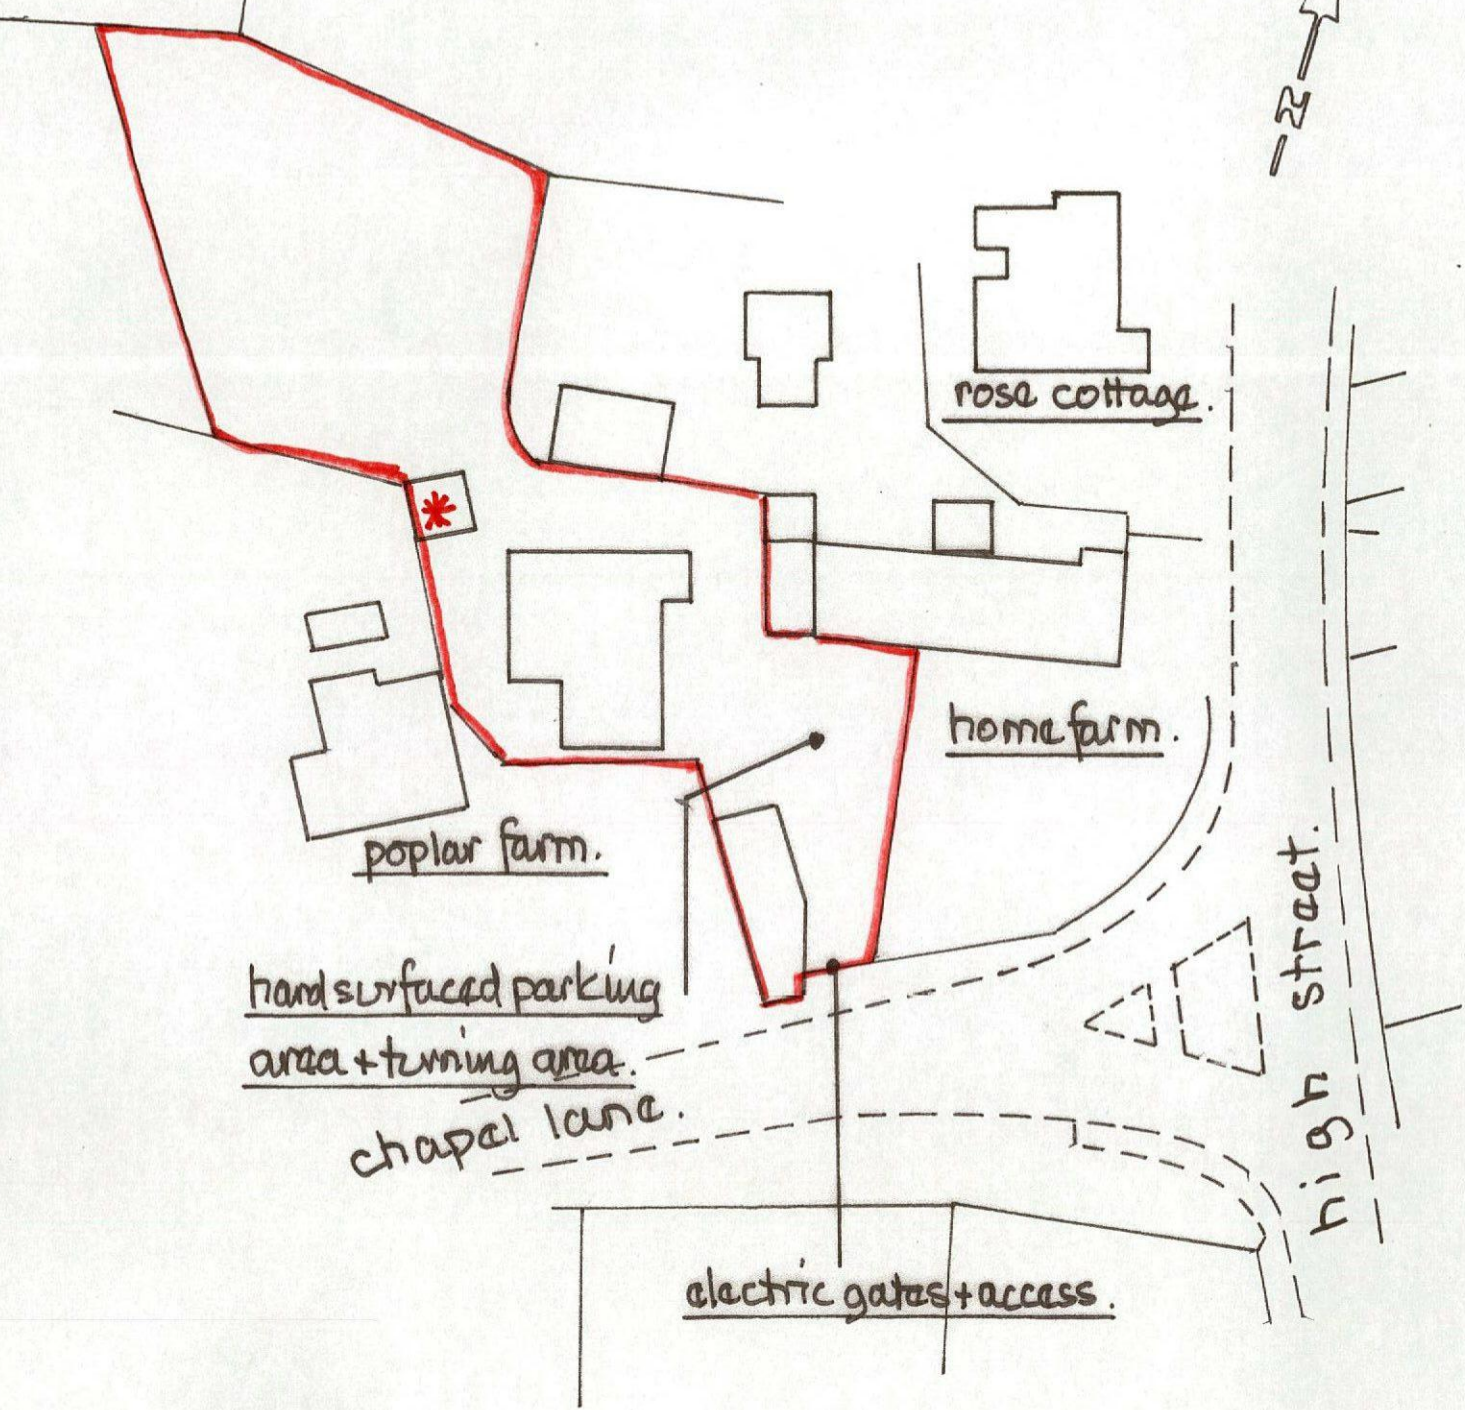 N
rose cottage.
home farm.
poplar farm.
hard surfaced parking
area + turning area.
chapel lane.
high street.
electric gates + access.